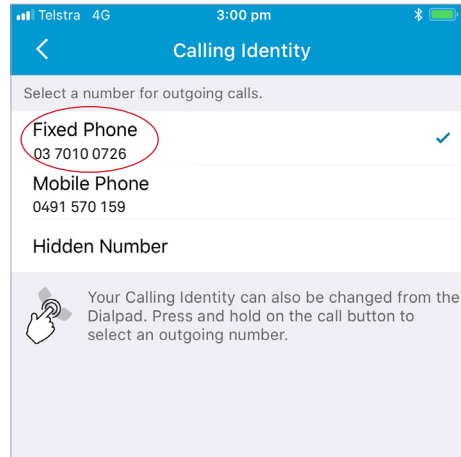 Telstra 4G 3:00 pm
Calling Identity
Select a number for outgoing calls.
Fixed Phone
03 7010 0726
Mobile Phone
0491 570 159
Hidden Number
Your Calling Identity can also be changed from the
Dialpad. Press and hold on the call button to
select an outgoing number.